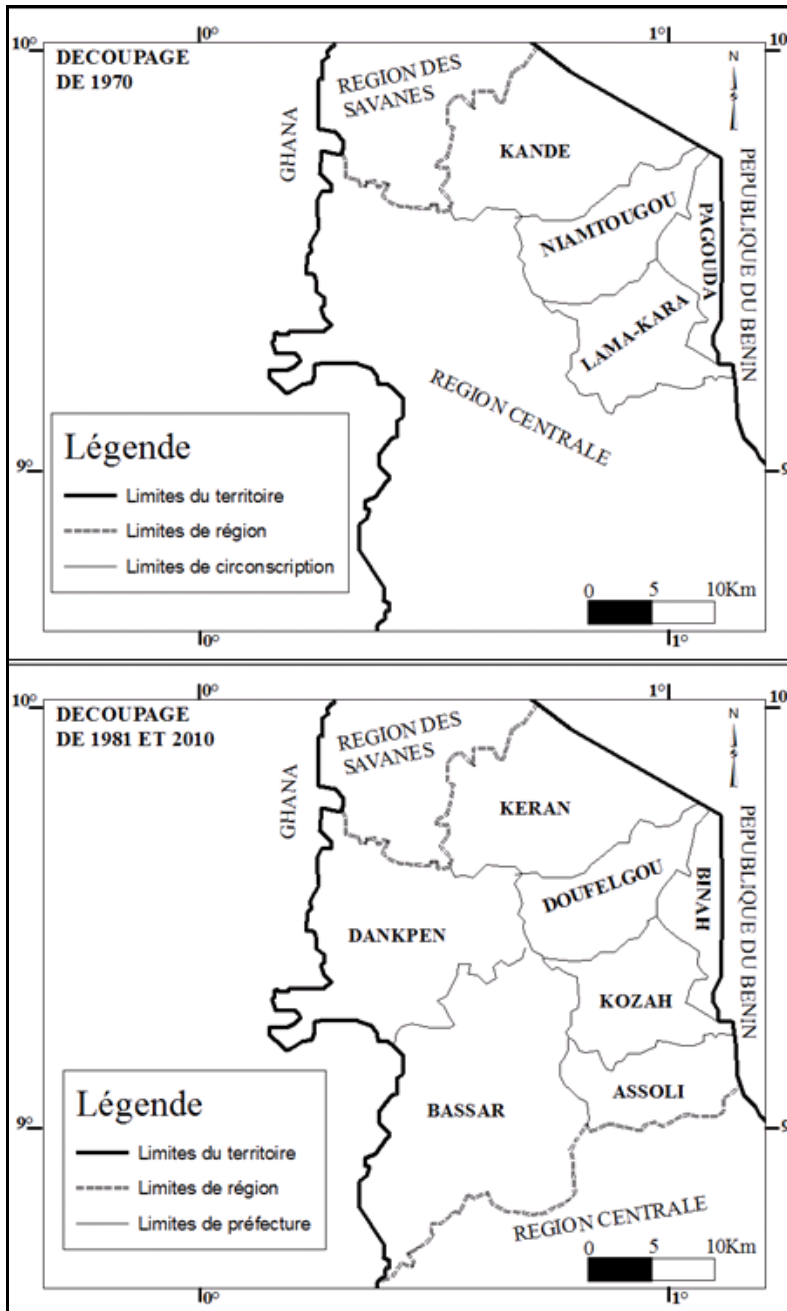 0°
1°
10°
10
DECOUPAGE
DE 1970
REGION DES
SAVANES
N
GHANA
KANDE
PEPUBLIQUE DU BENIN
NIAMTOUGOU
PAGOUDA
LAMA-KARA
REGION CENTRALE
Légende
Limites du territoire
Limites de région
Limites de circonscription
9°
9
0 5 10Km
0°
1°
0°
1°
10°
10
DECOUPAGE
DE 1981 ET 2010
REGION DES
SAVANES
N
GHANA
KERAN
PEPUBLIQUE DU BENIN
DOUFELGOU
BINAH
DANKPEN
KOZAH
ASSOLI
BASSAR
Légende
Limites du territoire
Limites de région
Limites de préfecture
9°
9
REGION CENTRALE
0 5 10Km
0°
1°